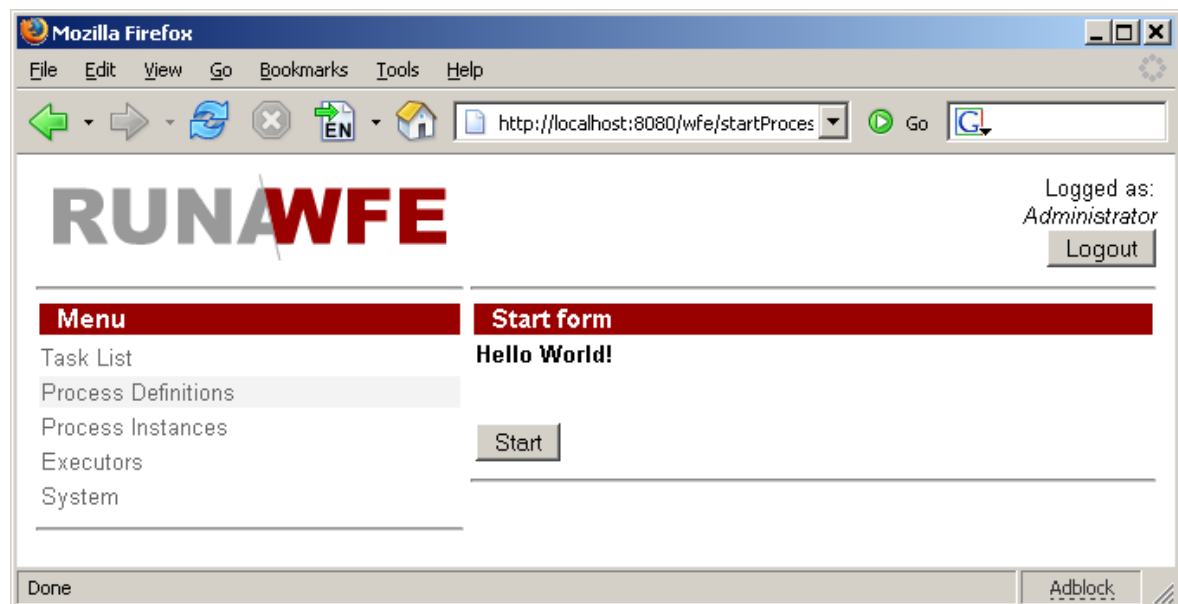 Mozilla Firefox
File Edit View Go Bookmarks Tools Help
EN http://localhost:8080/wfe/startProces Go G
RUNAWFE
Logged as:
Administrator
Logout
Menu
Task List
Process Definitions
Process Instances
Executors
System
Start form
Hello World!
Start
Done Adblock